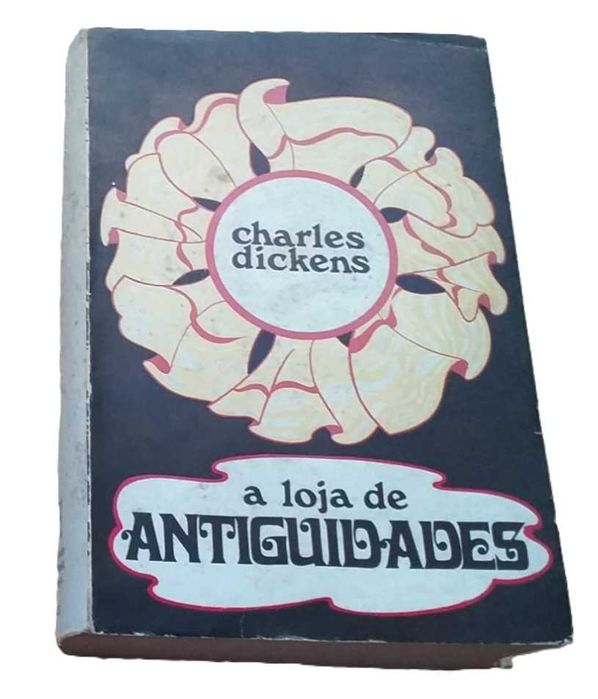 charles
dickens
a loja de
ANTIGUIDADES